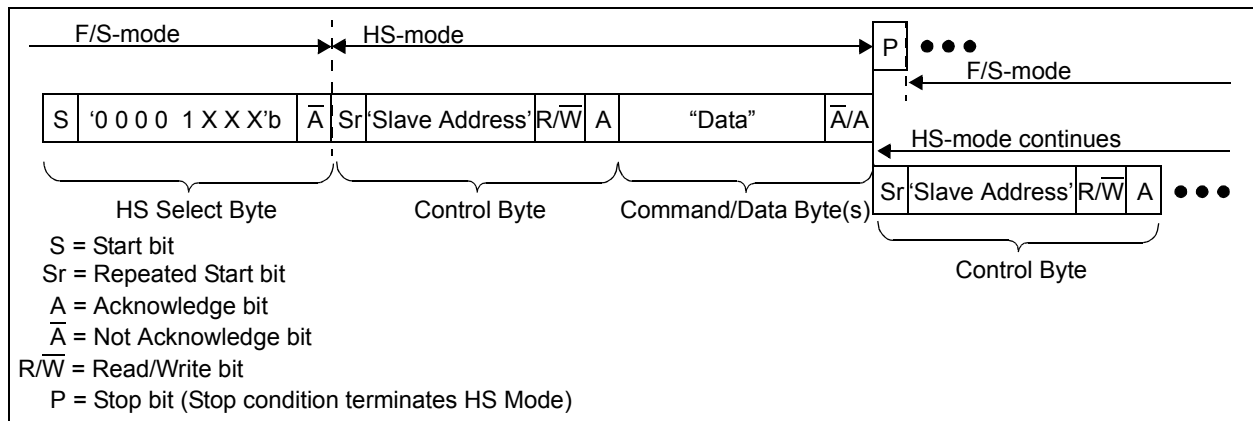 F/S-mode HS-mode
P
F/S-mode
S '0 0 0 0 1 X X X'b A̅ Sr 'Slave Address' R/W̅ A "Data" A̅/A
HS-mode continues
Sr 'Slave Address' R/W̅ A
HS Select Byte Control Byte Command/Data Byte(s)
Control Byte
S = Start bit
Sr = Repeated Start bit
A = Acknowledge bit
A̅ = Not Acknowledge bit
R/W̅ = Read/Write bit
P = Stop bit (Stop condition terminates HS Mode)